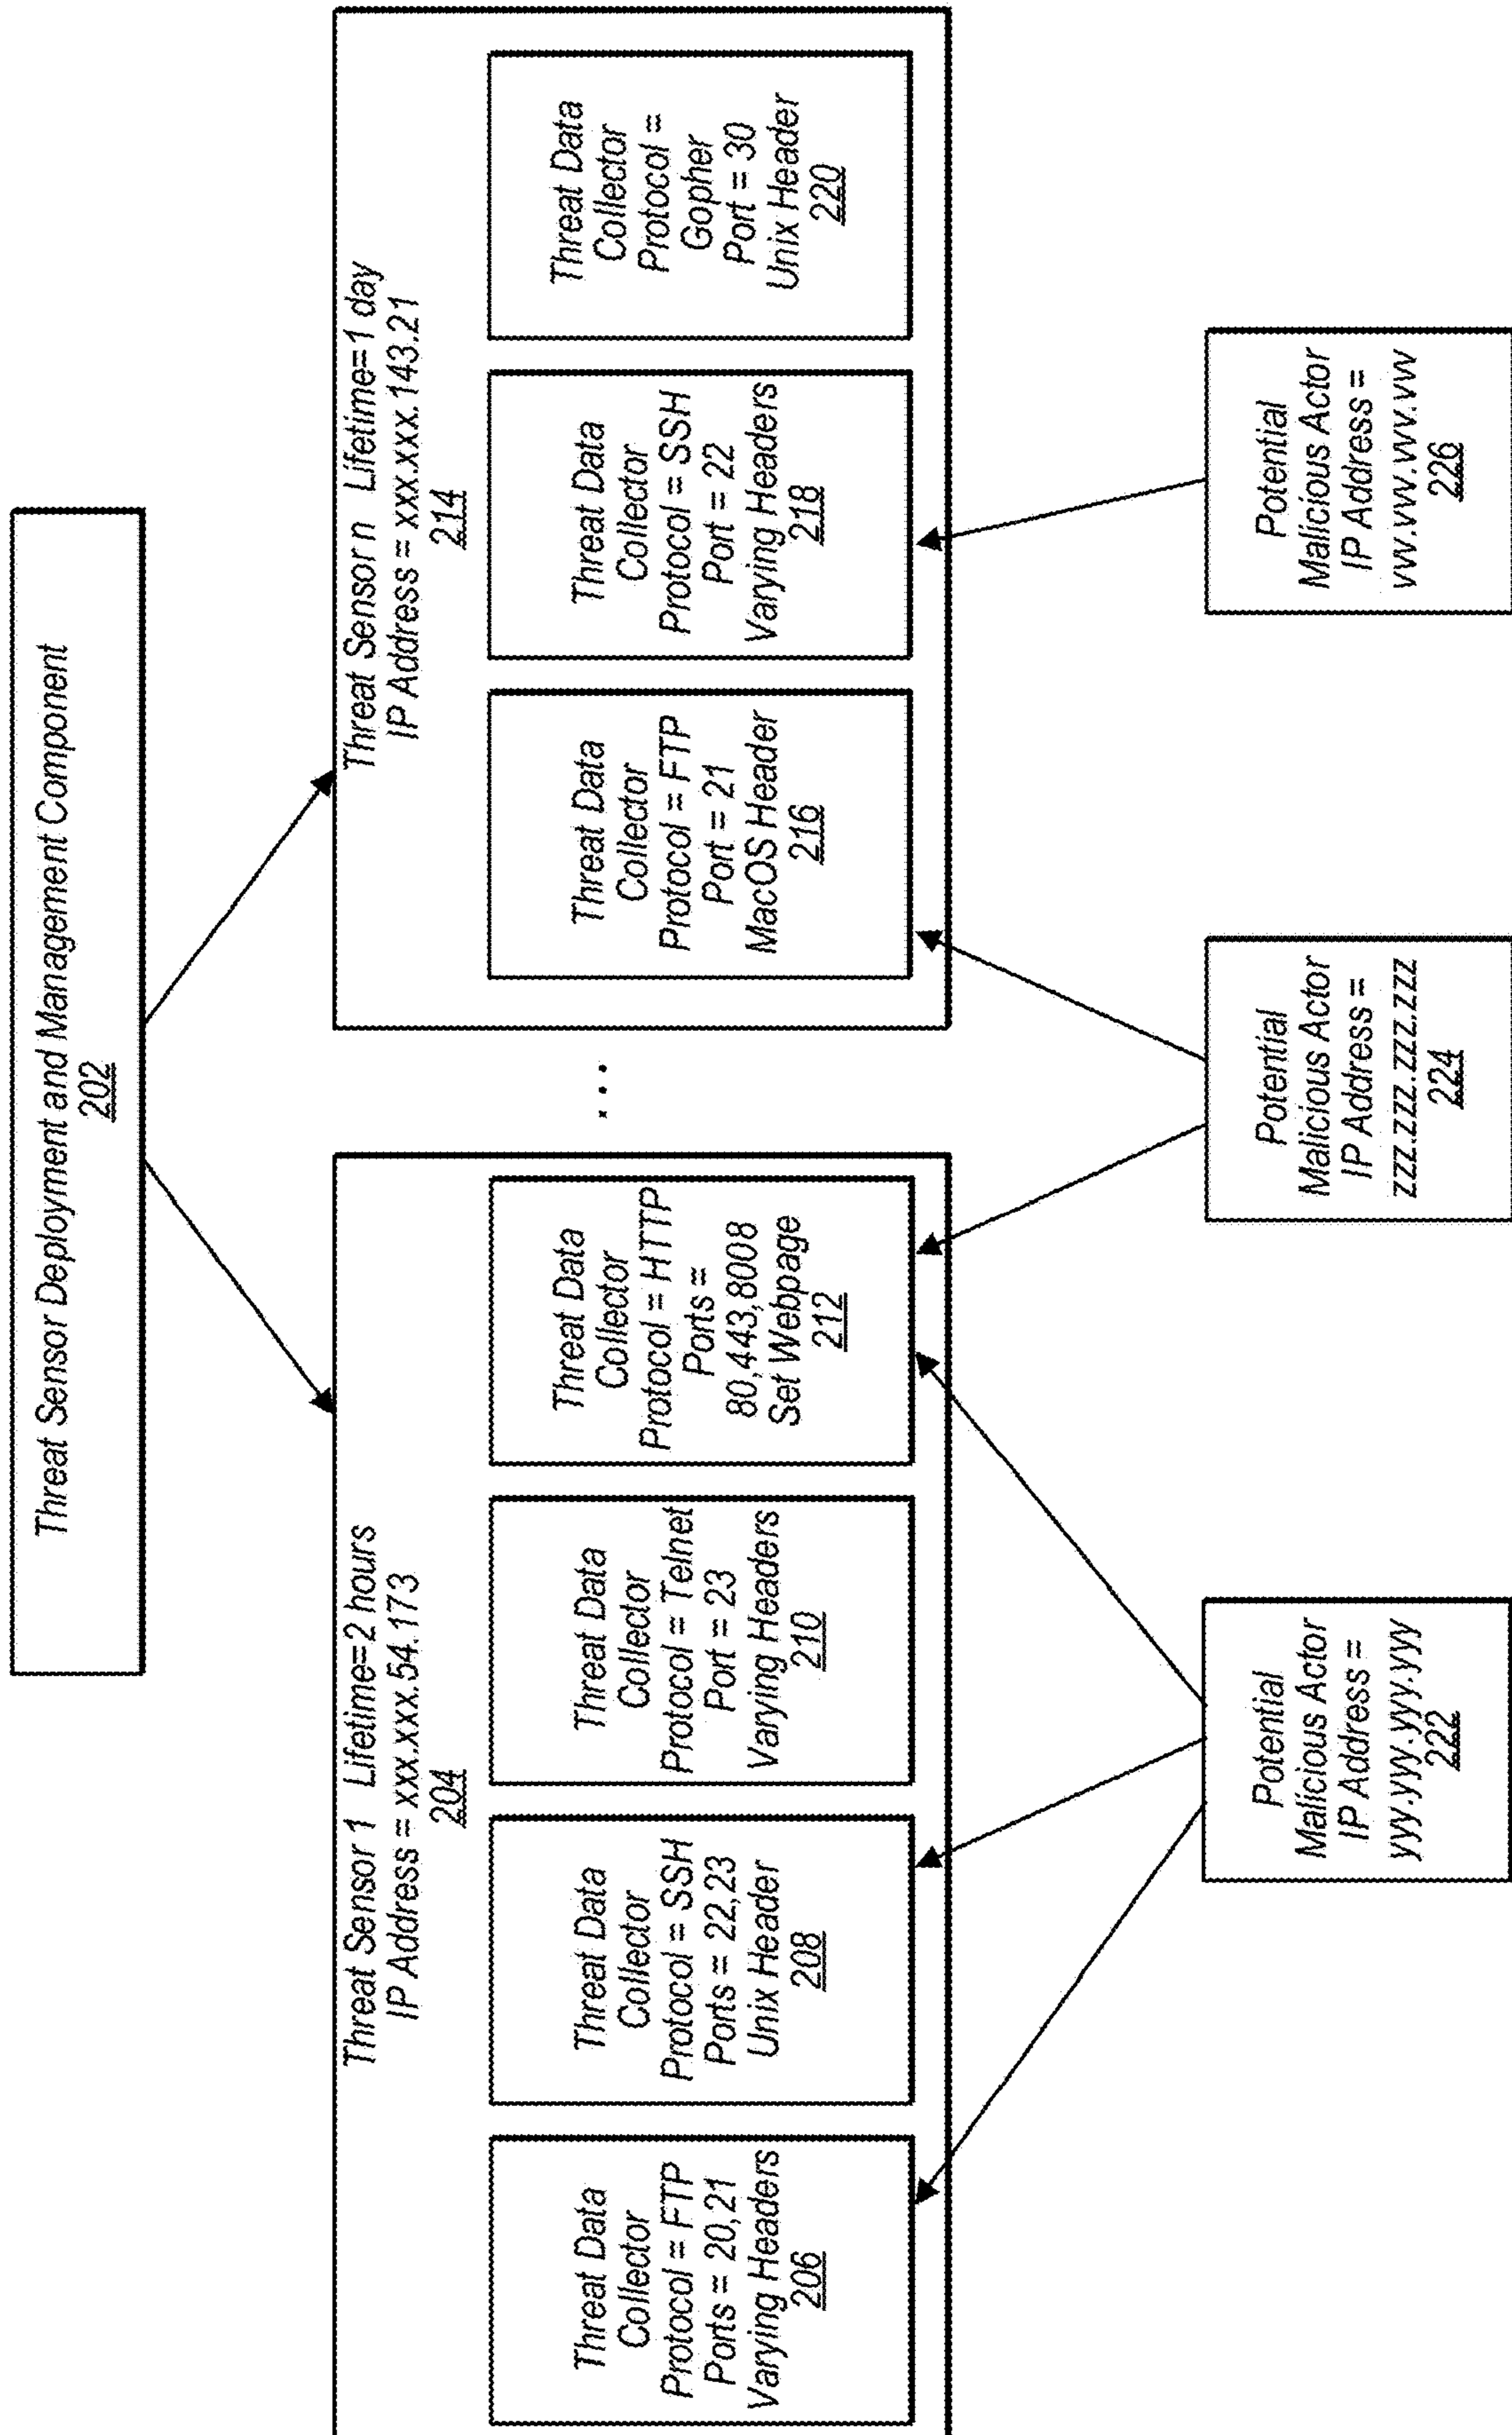 Threat Sensor Deployment and Management Component
202
Threat Sensor 1 Lifetime=2 hours
IP Address = xxx.xxx.54.173
204
Threat Data
Collector
Protocol = FTP
Ports = 20,21
Varying Headers
206
Threat Data
Collector
Protocol = SSH
Ports = 22,23
Unix Header
208
Threat Data
Collector
Protocol = Telnet
Port = 23
Varying Headers
210
Threat Data
Collector
Protocol = HTTP
Ports =
80,443,8008
Set Webpage
212
...
Threat Sensor n Lifetime=1 day
IP Address = xxx.xxx.143.21
214
Threat Data
Collector
Protocol = FTP
Port = 21
MacOS Header
216
Threat Data
Collector
Protocol = SSH
Port = 22
Varying Headers
218
Threat Data
Collector
Protocol =
Gopher
Port = 30
Unix Header
220
Potential
Malicious Actor
IP Address =
yyy.yyy.yyy.yyy
222
Potential
Malicious Actor
IP Address =
zzz.zzz.zzz.zzz
224
Potential
Malicious Actor
IP Address =
vvv.vvv.vvv.vvv
226